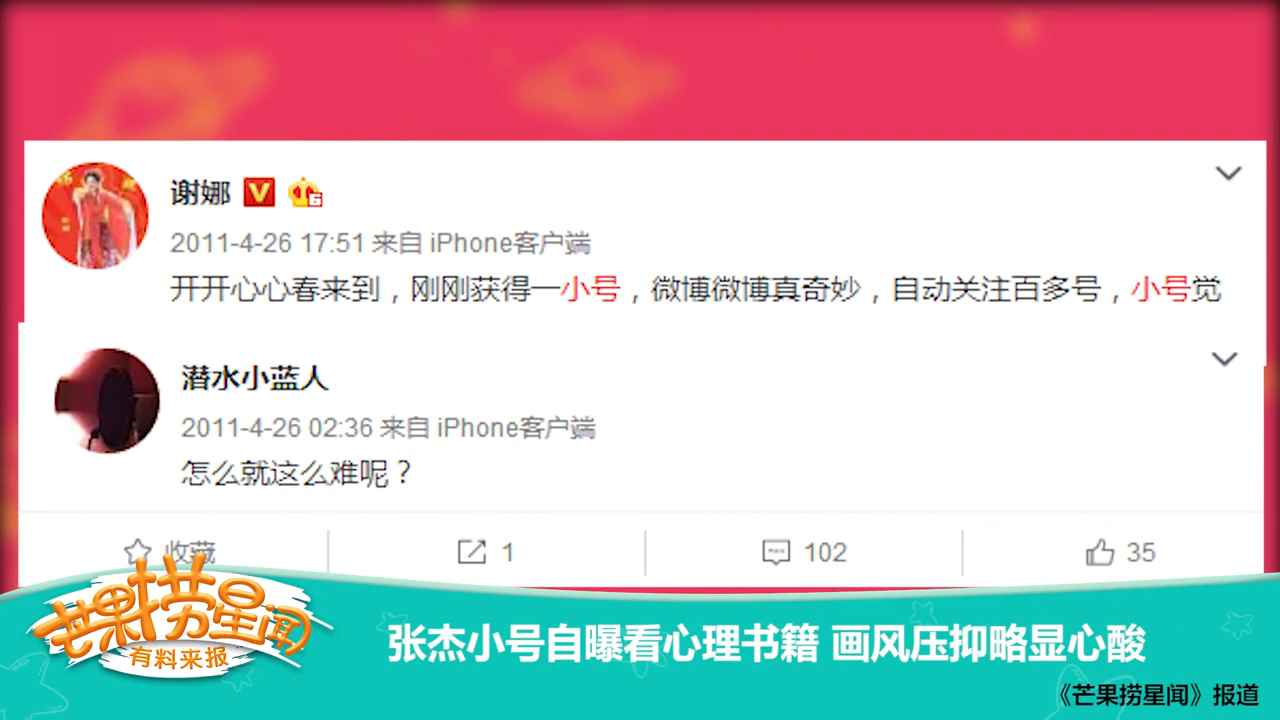 谢娜 V 6
2011-4-26 17:51 来自 iPhone客户端
开开心心春来到，刚刚获得一小号，微博微博真奇妙，自动关注百多号，小号觉
潜水小蓝人
2011-4-26 02:36 来自 iPhone客户端
怎么就这么难呢？
收藏 1 102 35
芒果捞星闻
有料来报
张杰小号自曝看心理书籍 画风压抑略显心酸
《芒果捞星闻》报道